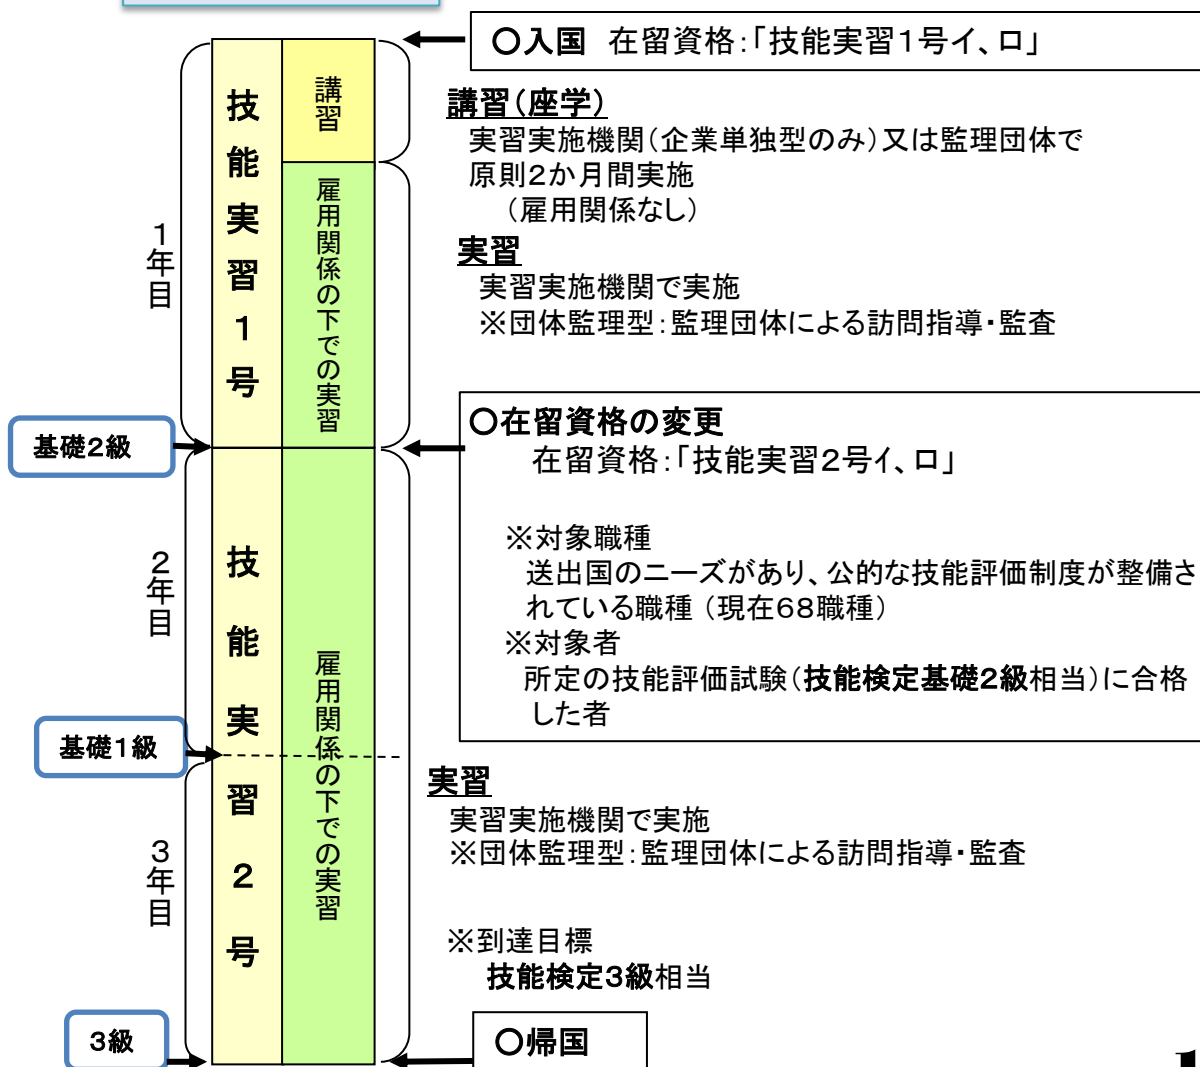 ○入国　在留資格：「技能実習１号イ、ロ」
講習（座学）
実習実施機関（企業単独型のみ）又は監理団体で
原則２か月間実施
（雇用関係なし）
実習
実習実施機関で実施
※団体監理型：監理団体による訪問指導・監査
１年目
技能実習１号
講習
雇用関係の下での実習
基礎２級
○在留資格の変更
在留資格：「技能実習２号イ、ロ」
※対象職種
送出国のニーズがあり、公的な技能評価制度が整備さ
れている職種（現在６８職種）
※対象者
所定の技能評価試験（技能検定基礎２級相当）に合格
した者
２年目
技能実習２号
雇用関係の下での実習
基礎１級
３年目
実習
実習実施機関で実施
※団体監理型：監理団体による訪問指導・監査
※到達目標
技能検定３級相当
３級
○帰国